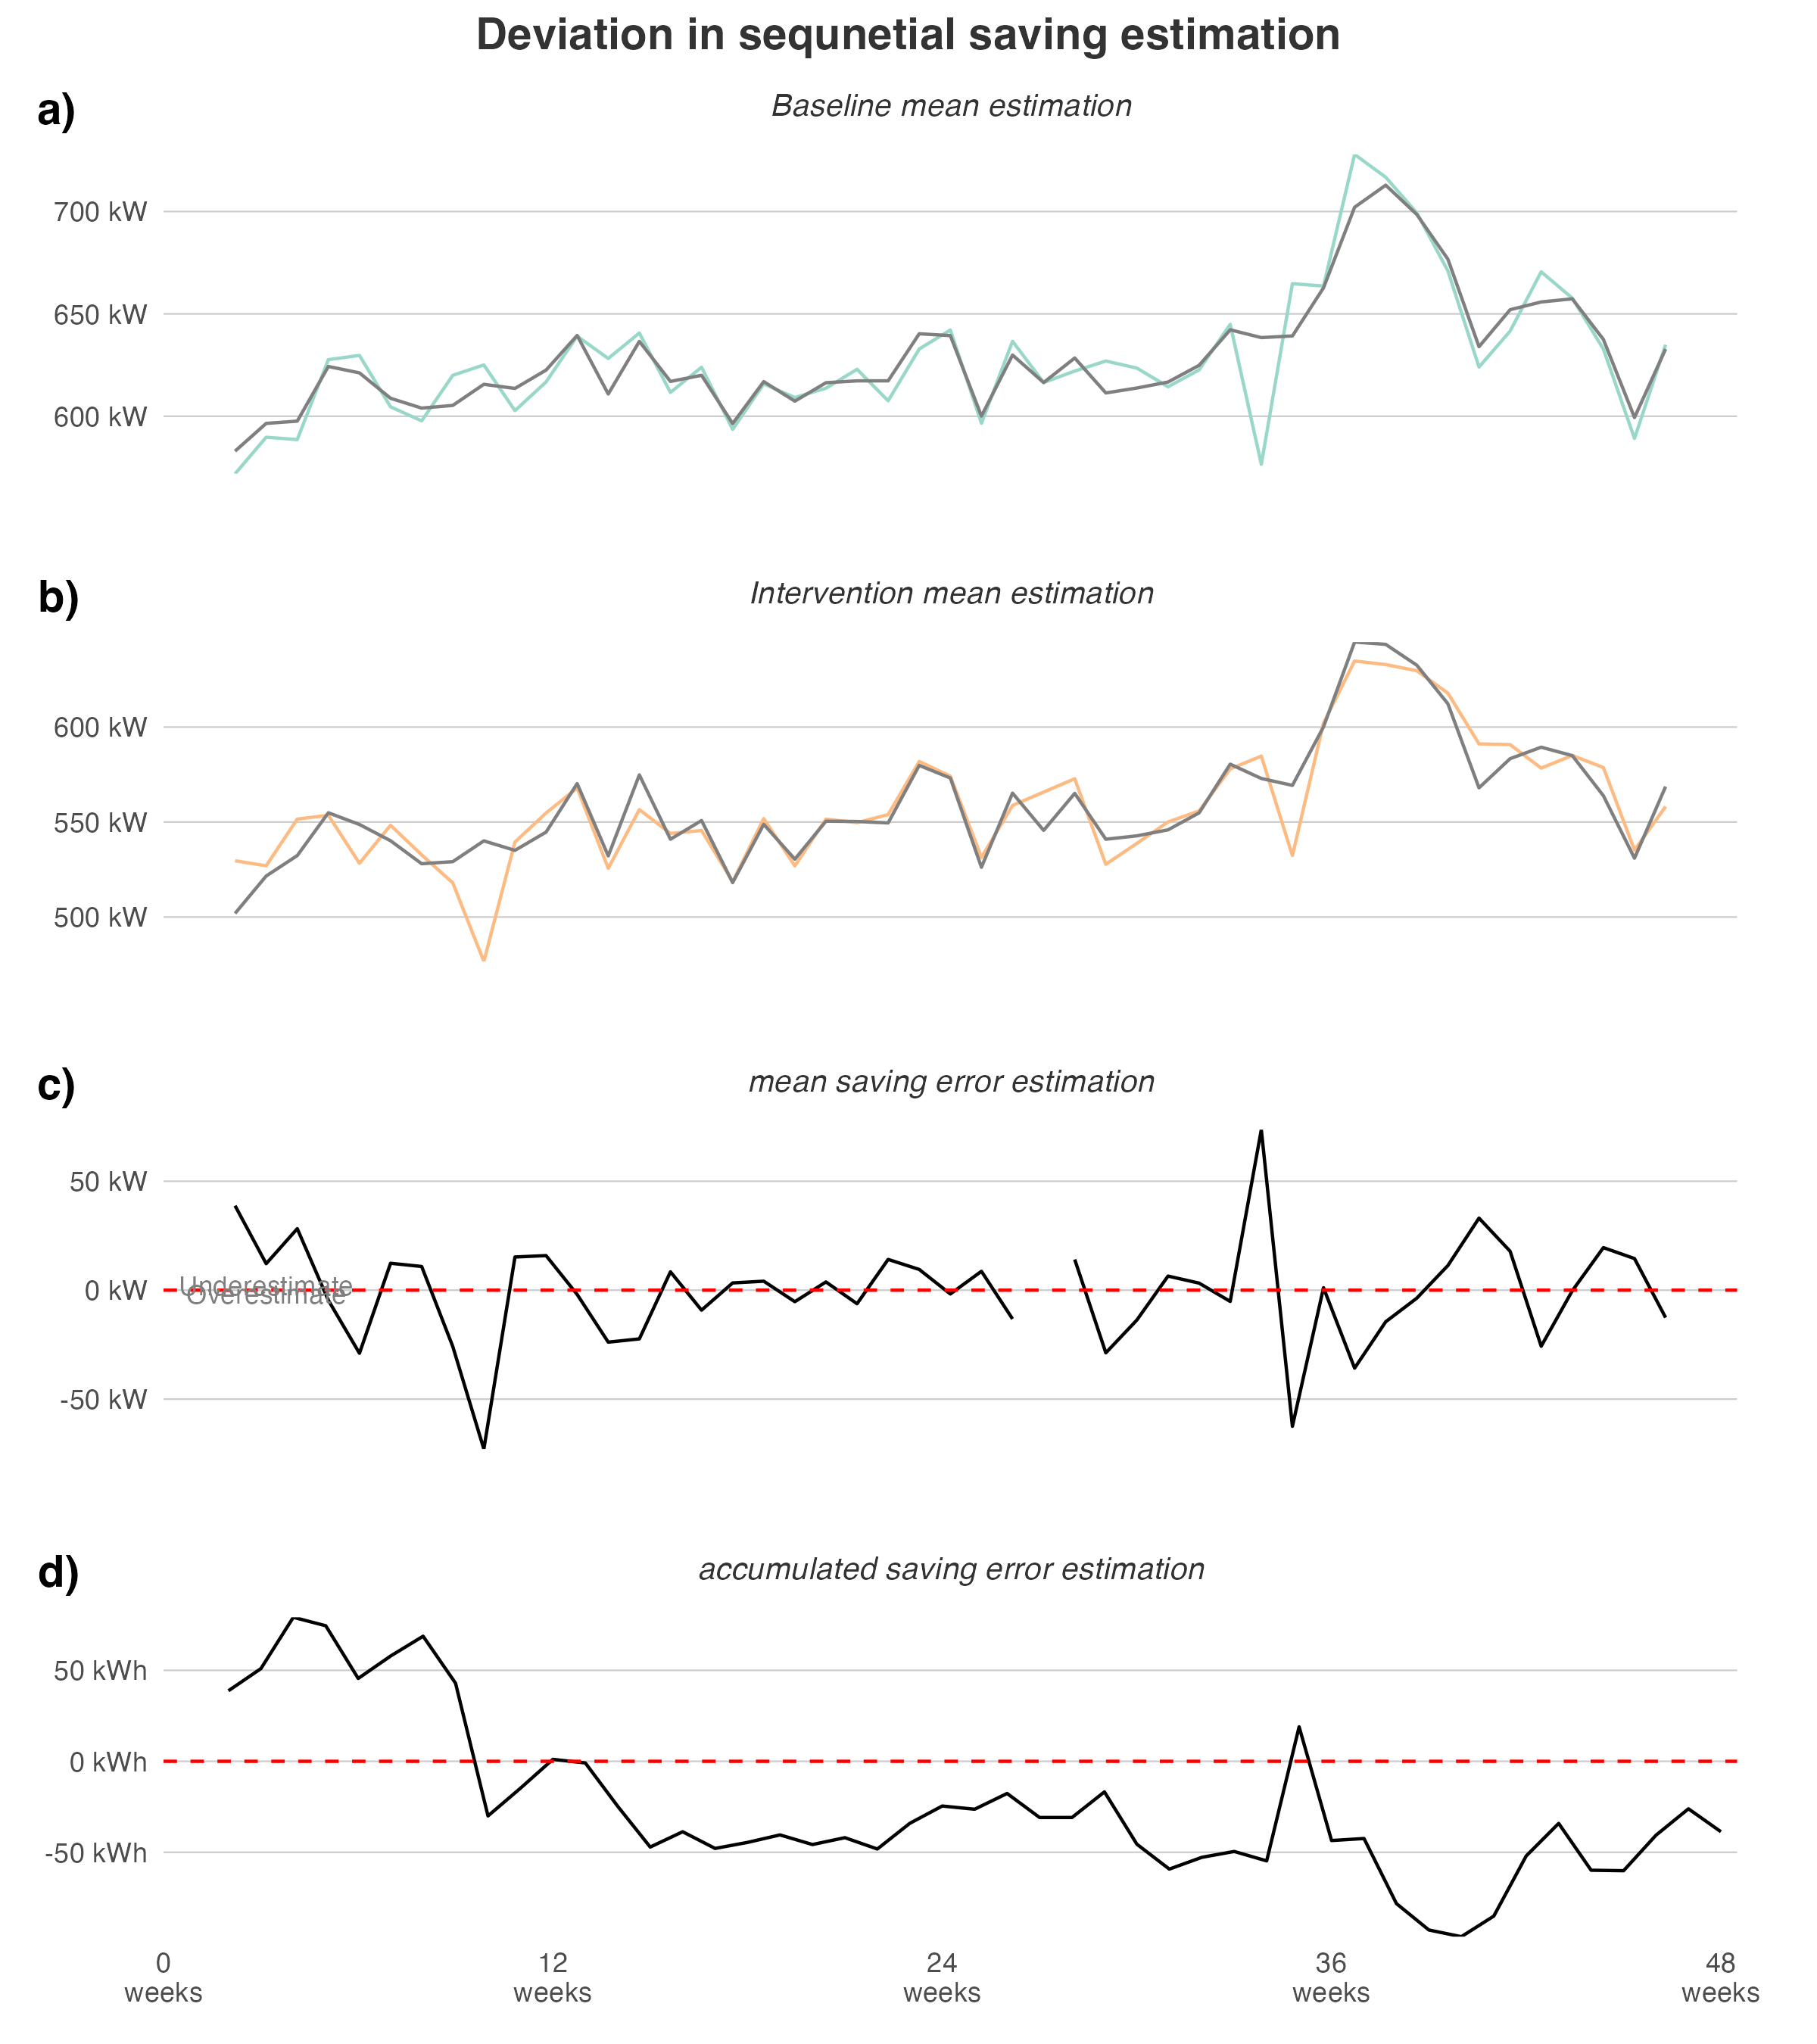 Deviation in sequnetial saving estimation
a)
Baseline mean estimation
700 kW
650 kW
600 kW
b)
Intervention mean estimation
600 kW
550 kW
500 kW
c)
mean saving error estimation
50 kW
Underestimate
0 kW
Overestimate
-50 kW
d)
accumulated saving error estimation
50 kWh
0 kWh
-50 kWh
0 12 24 36 48
weeks weeks weeks weeks weeks